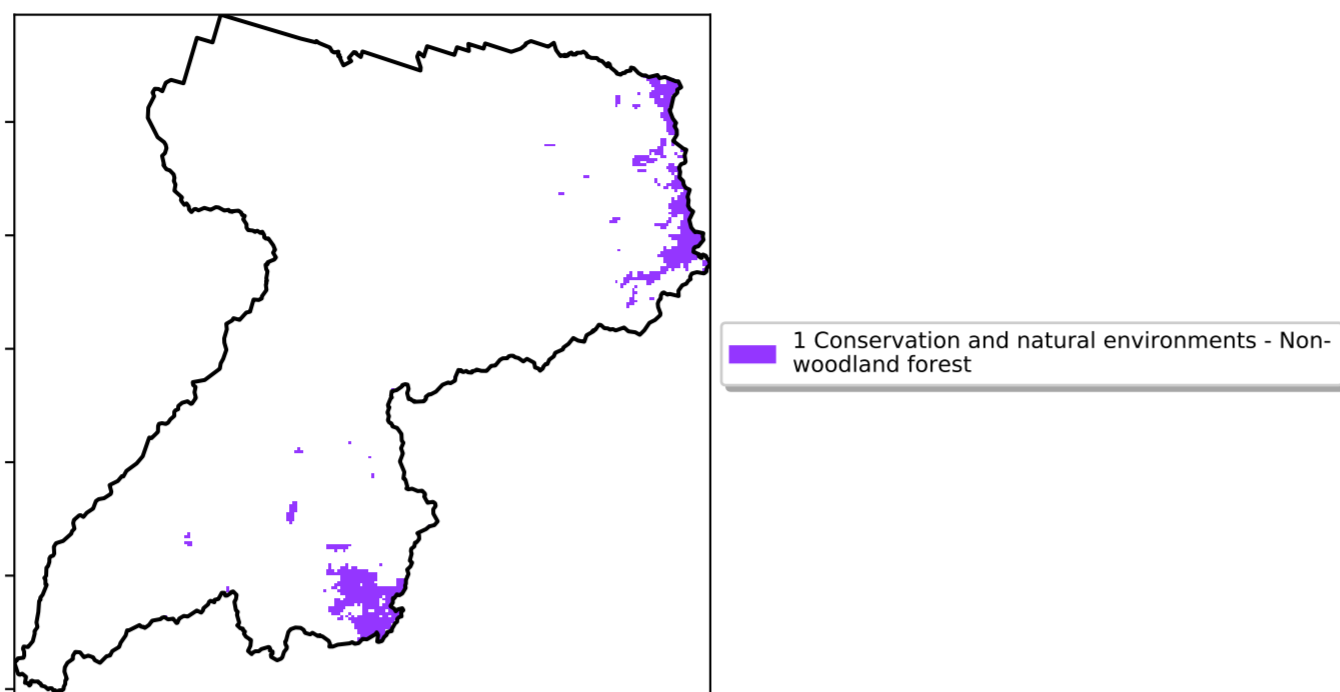 1 Conservation and natural environments - Non-
woodland forest